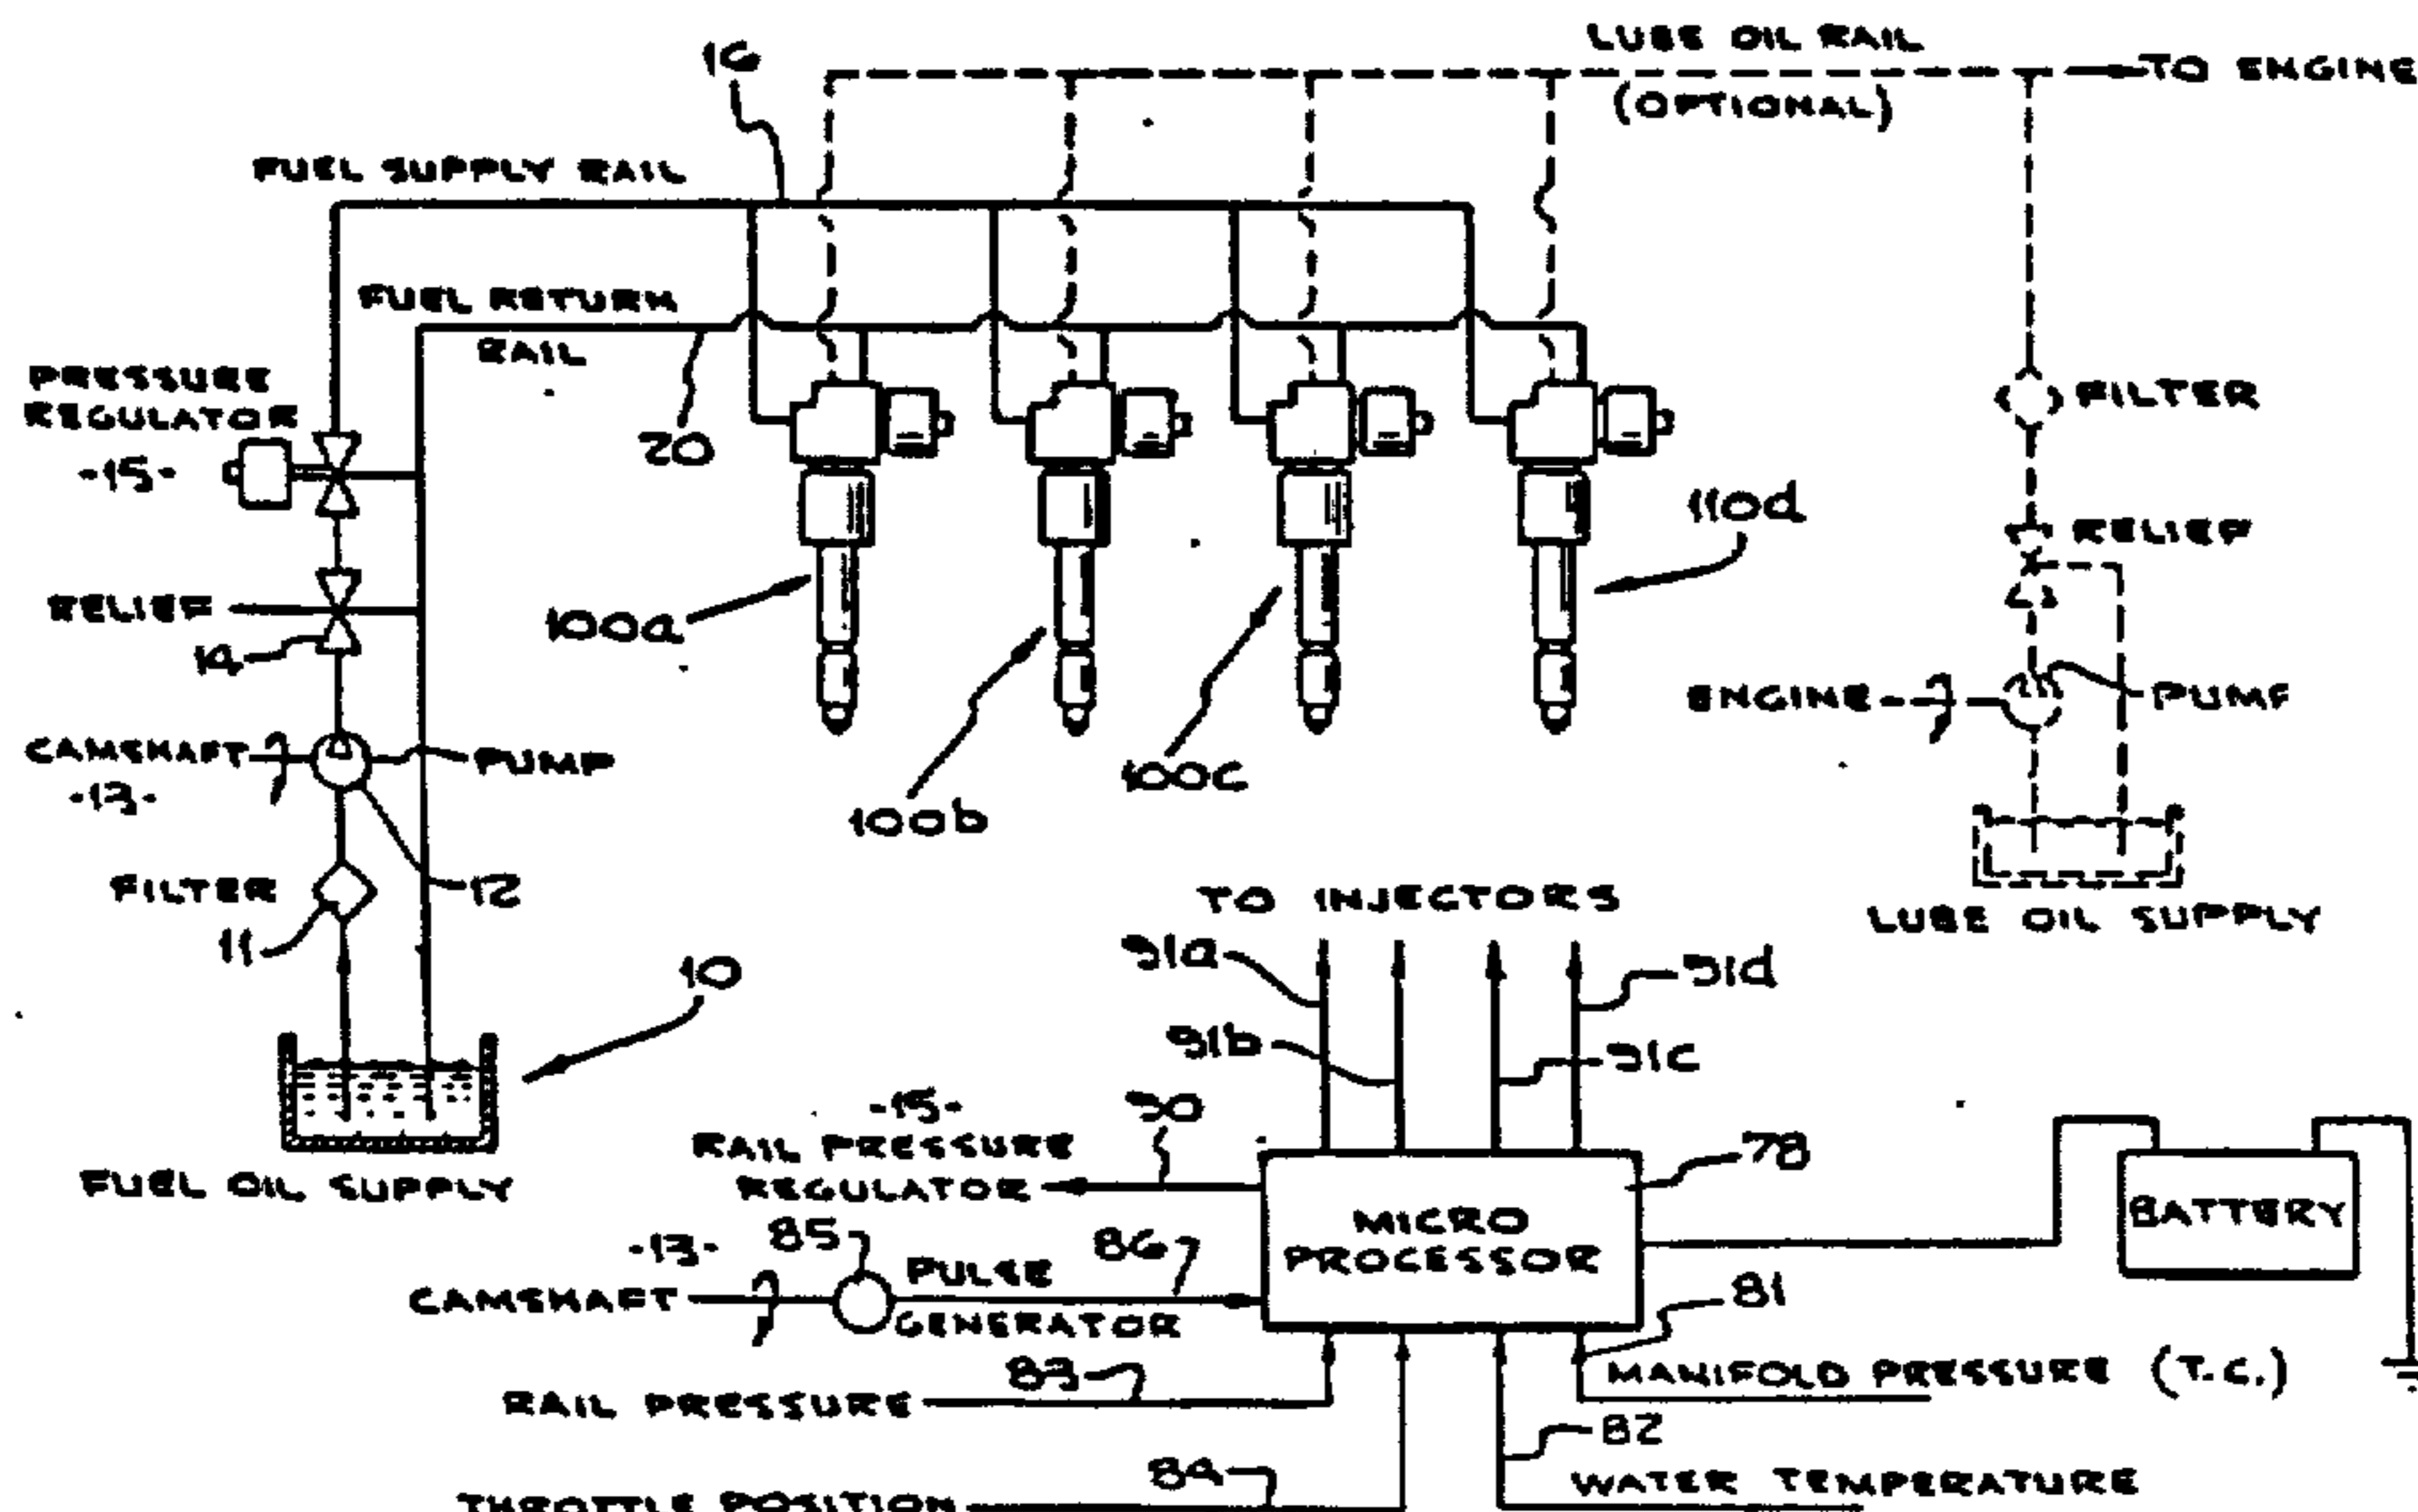 16
LUBE OIL RAIL
(OPTIONAL)
TO ENGINE
FUEL SUPPLY RAIL
FUEL RETURN
RAIL
20
PRESSURE
REGULATOR
-15-
RELIEF
14
CAMSHAFT
-13-
PUMP
FILTER
11
12
10
FUEL OIL SUPPLY
100a
100b
100c
110d
FILTER
RELIEF
ENGINE
PUMP
LUBE OIL SUPPLY
TO INJECTORS
91a
91b
91c
91d
-15-
RAIL PRESSURE
REGULATOR
90
78
MICRO
PROCESSOR
BATTERY
-13-
CAMSHAFT
85
PULSE
GENERATOR
86
81
MANIFOLD PRESSURE (T.C.)
83
RAIL PRESSURE
82
WATER TEMPERATURE
84
THROTTLE POSITION